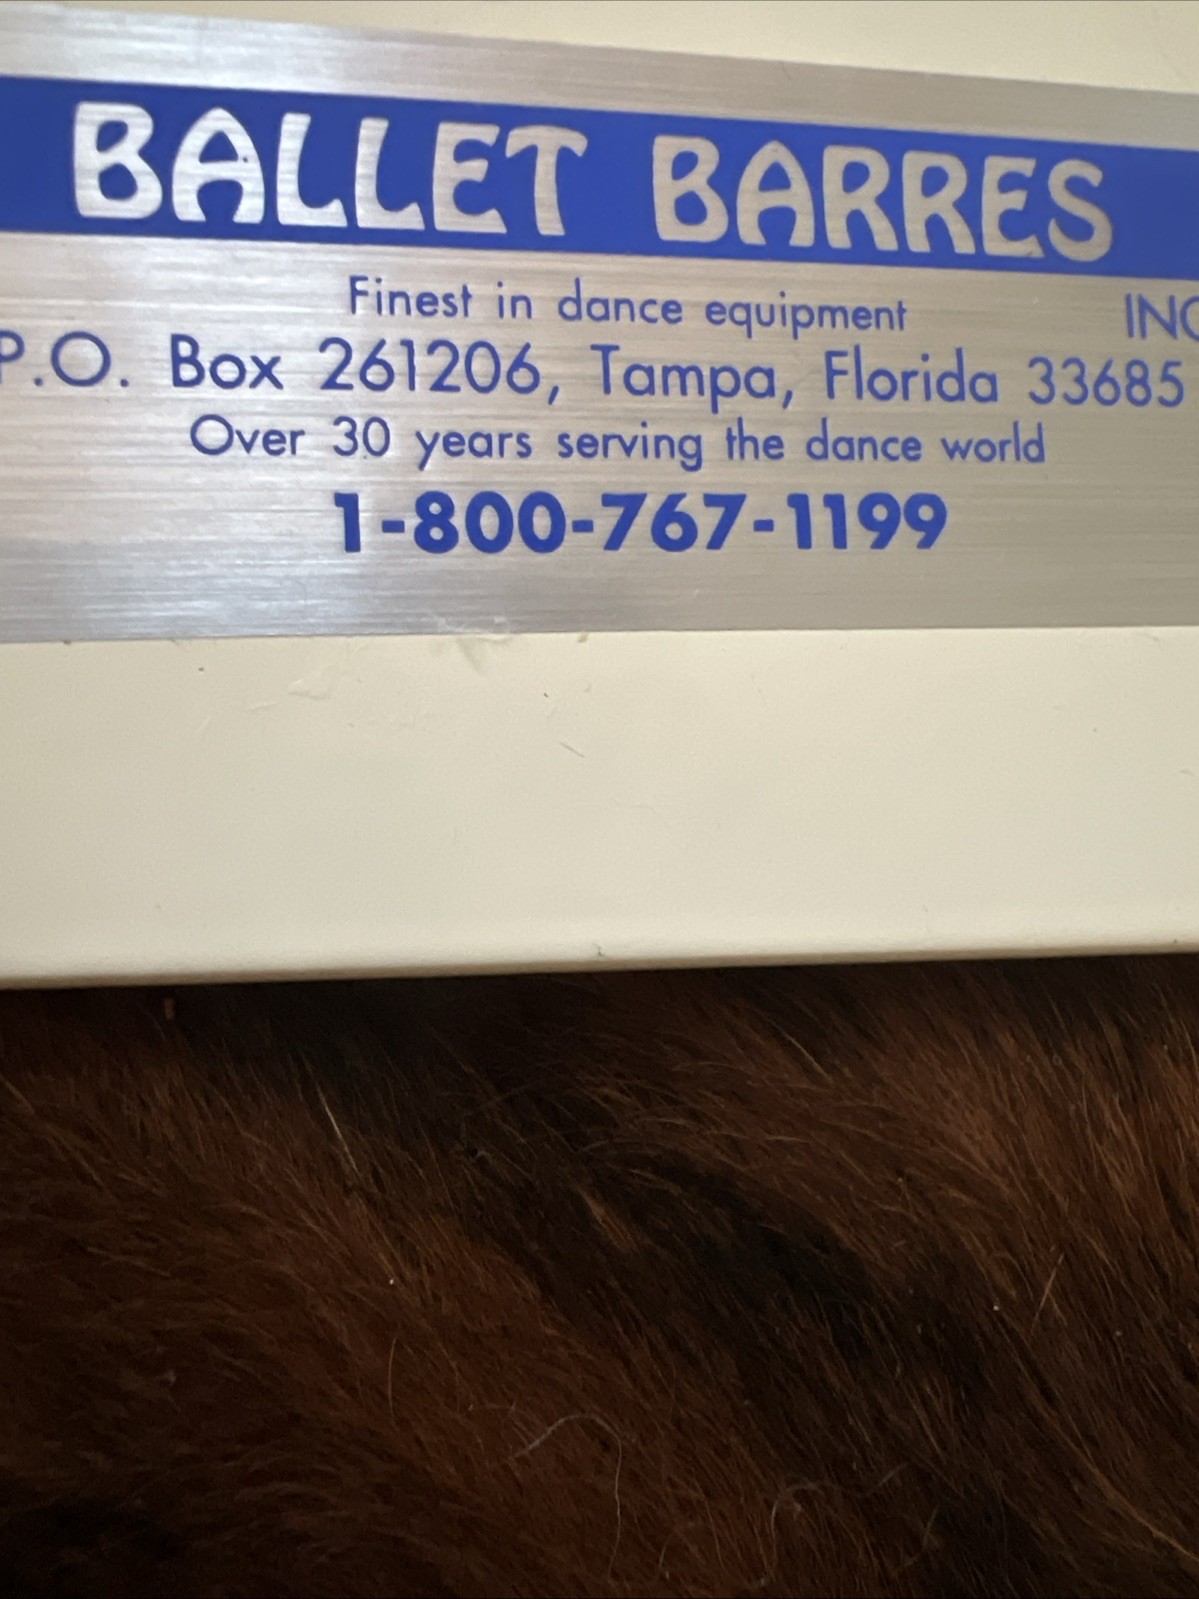 BALLET BARRES
Finest in dance equipment INC
P.O. Box 261206, Tampa, Florida 33685
Over 30 years serving the dance world
1-800-767-1199